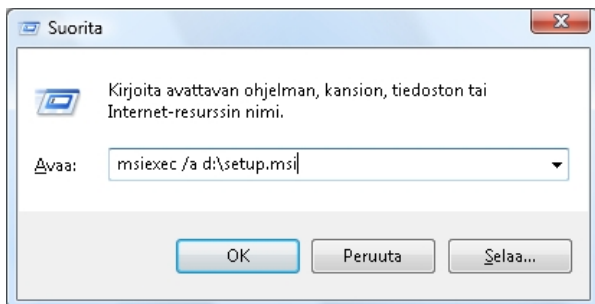 Suorita
Kirjoita avattavan ohjelman, kansion, tiedoston tai
Internet-resurssin nimi.
Avaa: msiexec /a d:\setup.msi
OK Peruuta Selaa...